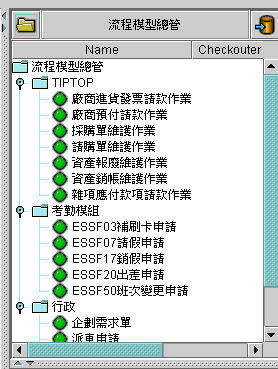 流程模型總管
Name Checkouter
流程模型總管
TIPTOP
廠商進貨發票請款作業
廠商預付請款作業
採購單維護作業
請購單維護作業
資產報廢維護作業
資產銷帳維護作業
雜項應付款項請款作業
考勤模組
ESSF03補刷卡申請
ESSF07請假申請
ESSF17銷假申請
ESSF20出差申請
ESSF50班次變更申請
行政
企劃需求單
派車申請